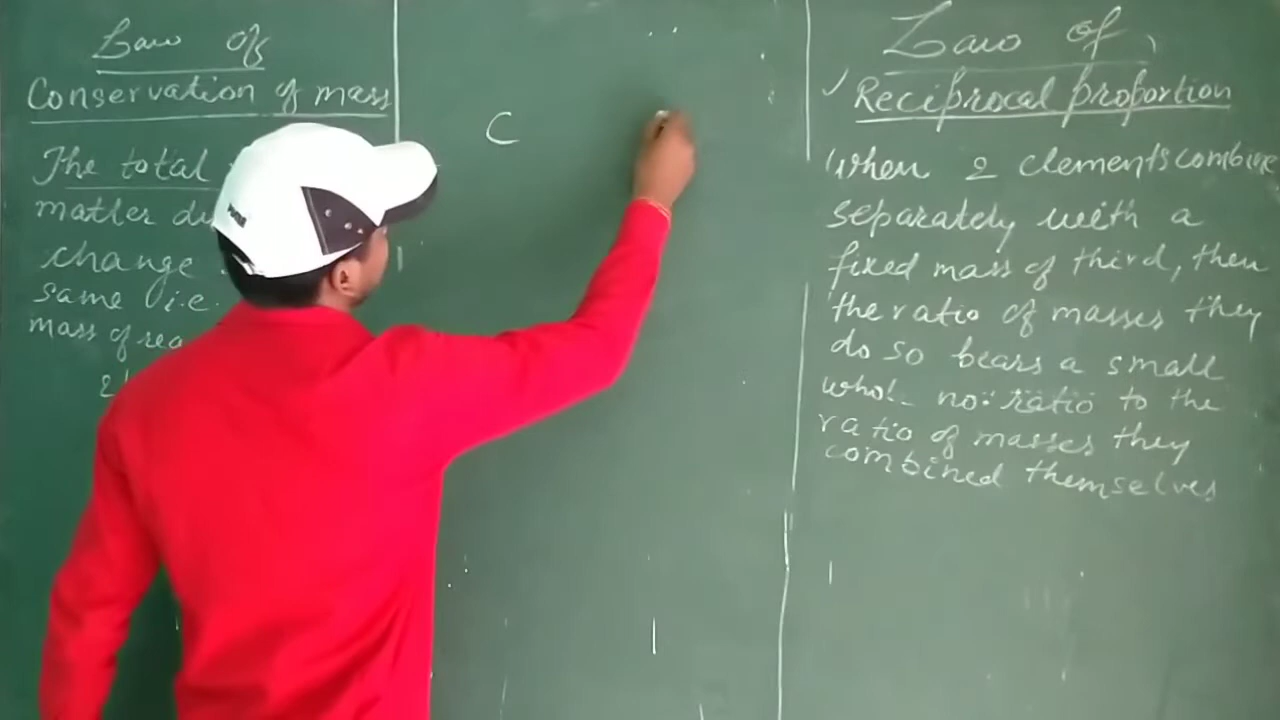 Law of
Conservation of mass
The total
matter du
change
same i.e.
mass of rea
C
Law of
Reciprocal proportion
When 2 elements combine
separately with a
fixed mass of third, then
the ratio of masses they
do so bears a small
whole no: ratio to the
ratio of masses they
combined themselves